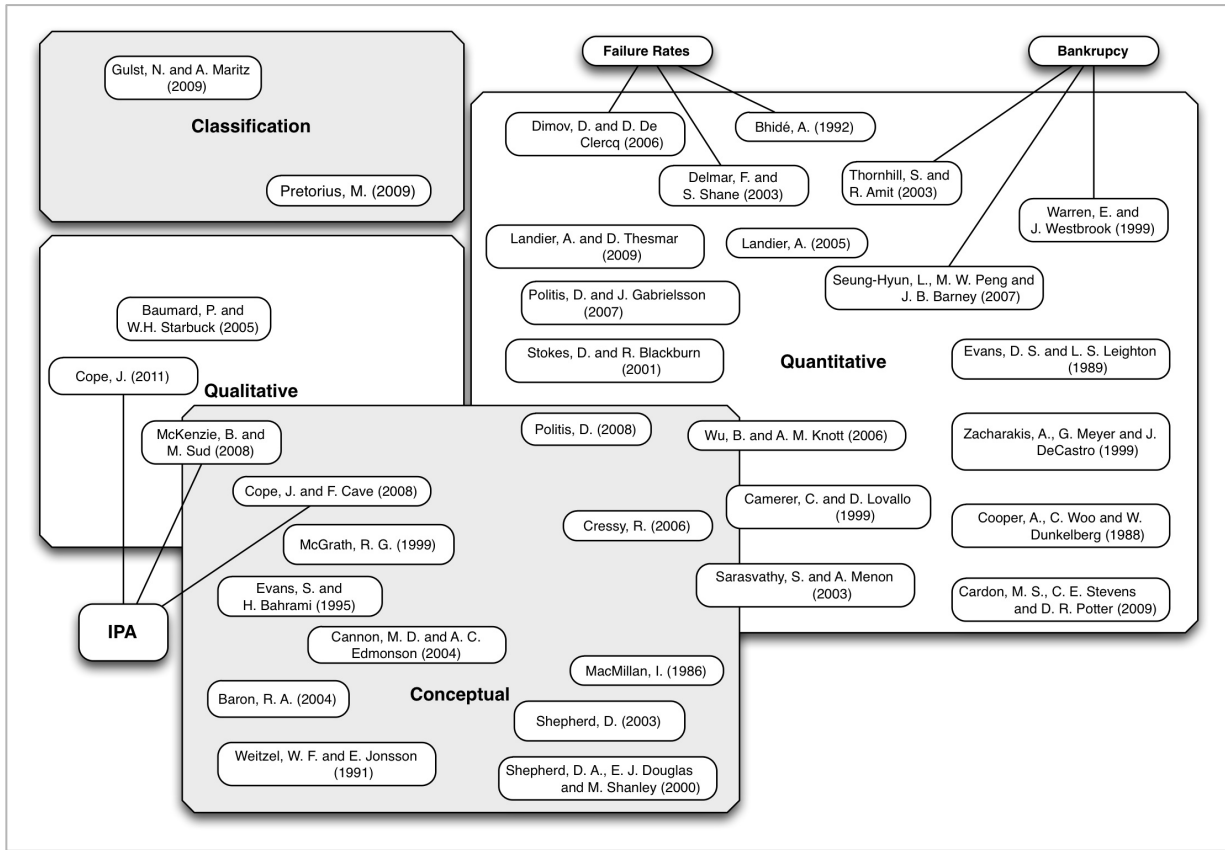 Gulst, N. and A. Maritz
(2009)
Classification
Pretorius, M. (2009)
Failure Rates
Bankrupcy
Dimov, D. and D. De
Clercq (2006)
Bhidé, A. (1992)
Delmar, F. and
S. Shane (2003)
Thornhill, S. and
R. Amit (2003)
Warren, E. and
J. Westbrook (1999)
Landier, A. and D. Thesmar
(2009)
Landier, A. (2005)
Seung-Hyun, L., M. W. Peng and
J. B. Barney (2007)
Politis, D. and J. Gabrielsson
(2007)
Stokes, D. and R. Blackburn
(2001)
Quantitative
Evans, D. S. and L. S. Leighton
(1989)
Baumard, P. and
W.H. Starbuck (2005)
Cope, J. (2011)
Qualitative
McKenzie, B. and
M. Sud (2008)
Politis, D. (2008)
Wu, B. and A. M. Knott (2006)
Zacharakis, A., G. Meyer and J.
DeCastro (1999)
Cope, J. and F. Cave (2008)
Camerer, C. and D. Lovallo
(1999)
Cressy, R. (2006)
Cooper, A., C. Woo and W.
Dunkelberg (1988)
McGrath, R. G. (1999)
Evans, S. and
H. Bahrami (1995)
Sarasvathy, S. and A. Menon
(2003)
Cardon, M. S., C. E. Stevens
and D. R. Potter (2009)
IPA
Cannon, M. D. and A. C.
Edmonson (2004)
MacMillan, I. (1986)
Baron, R. A. (2004)
Conceptual
Shepherd, D. (2003)
Weitzel, W. F. and E. Jonsson
(1991)
Shepherd, D. A., E. J. Douglas
and M. Shanley (2000)